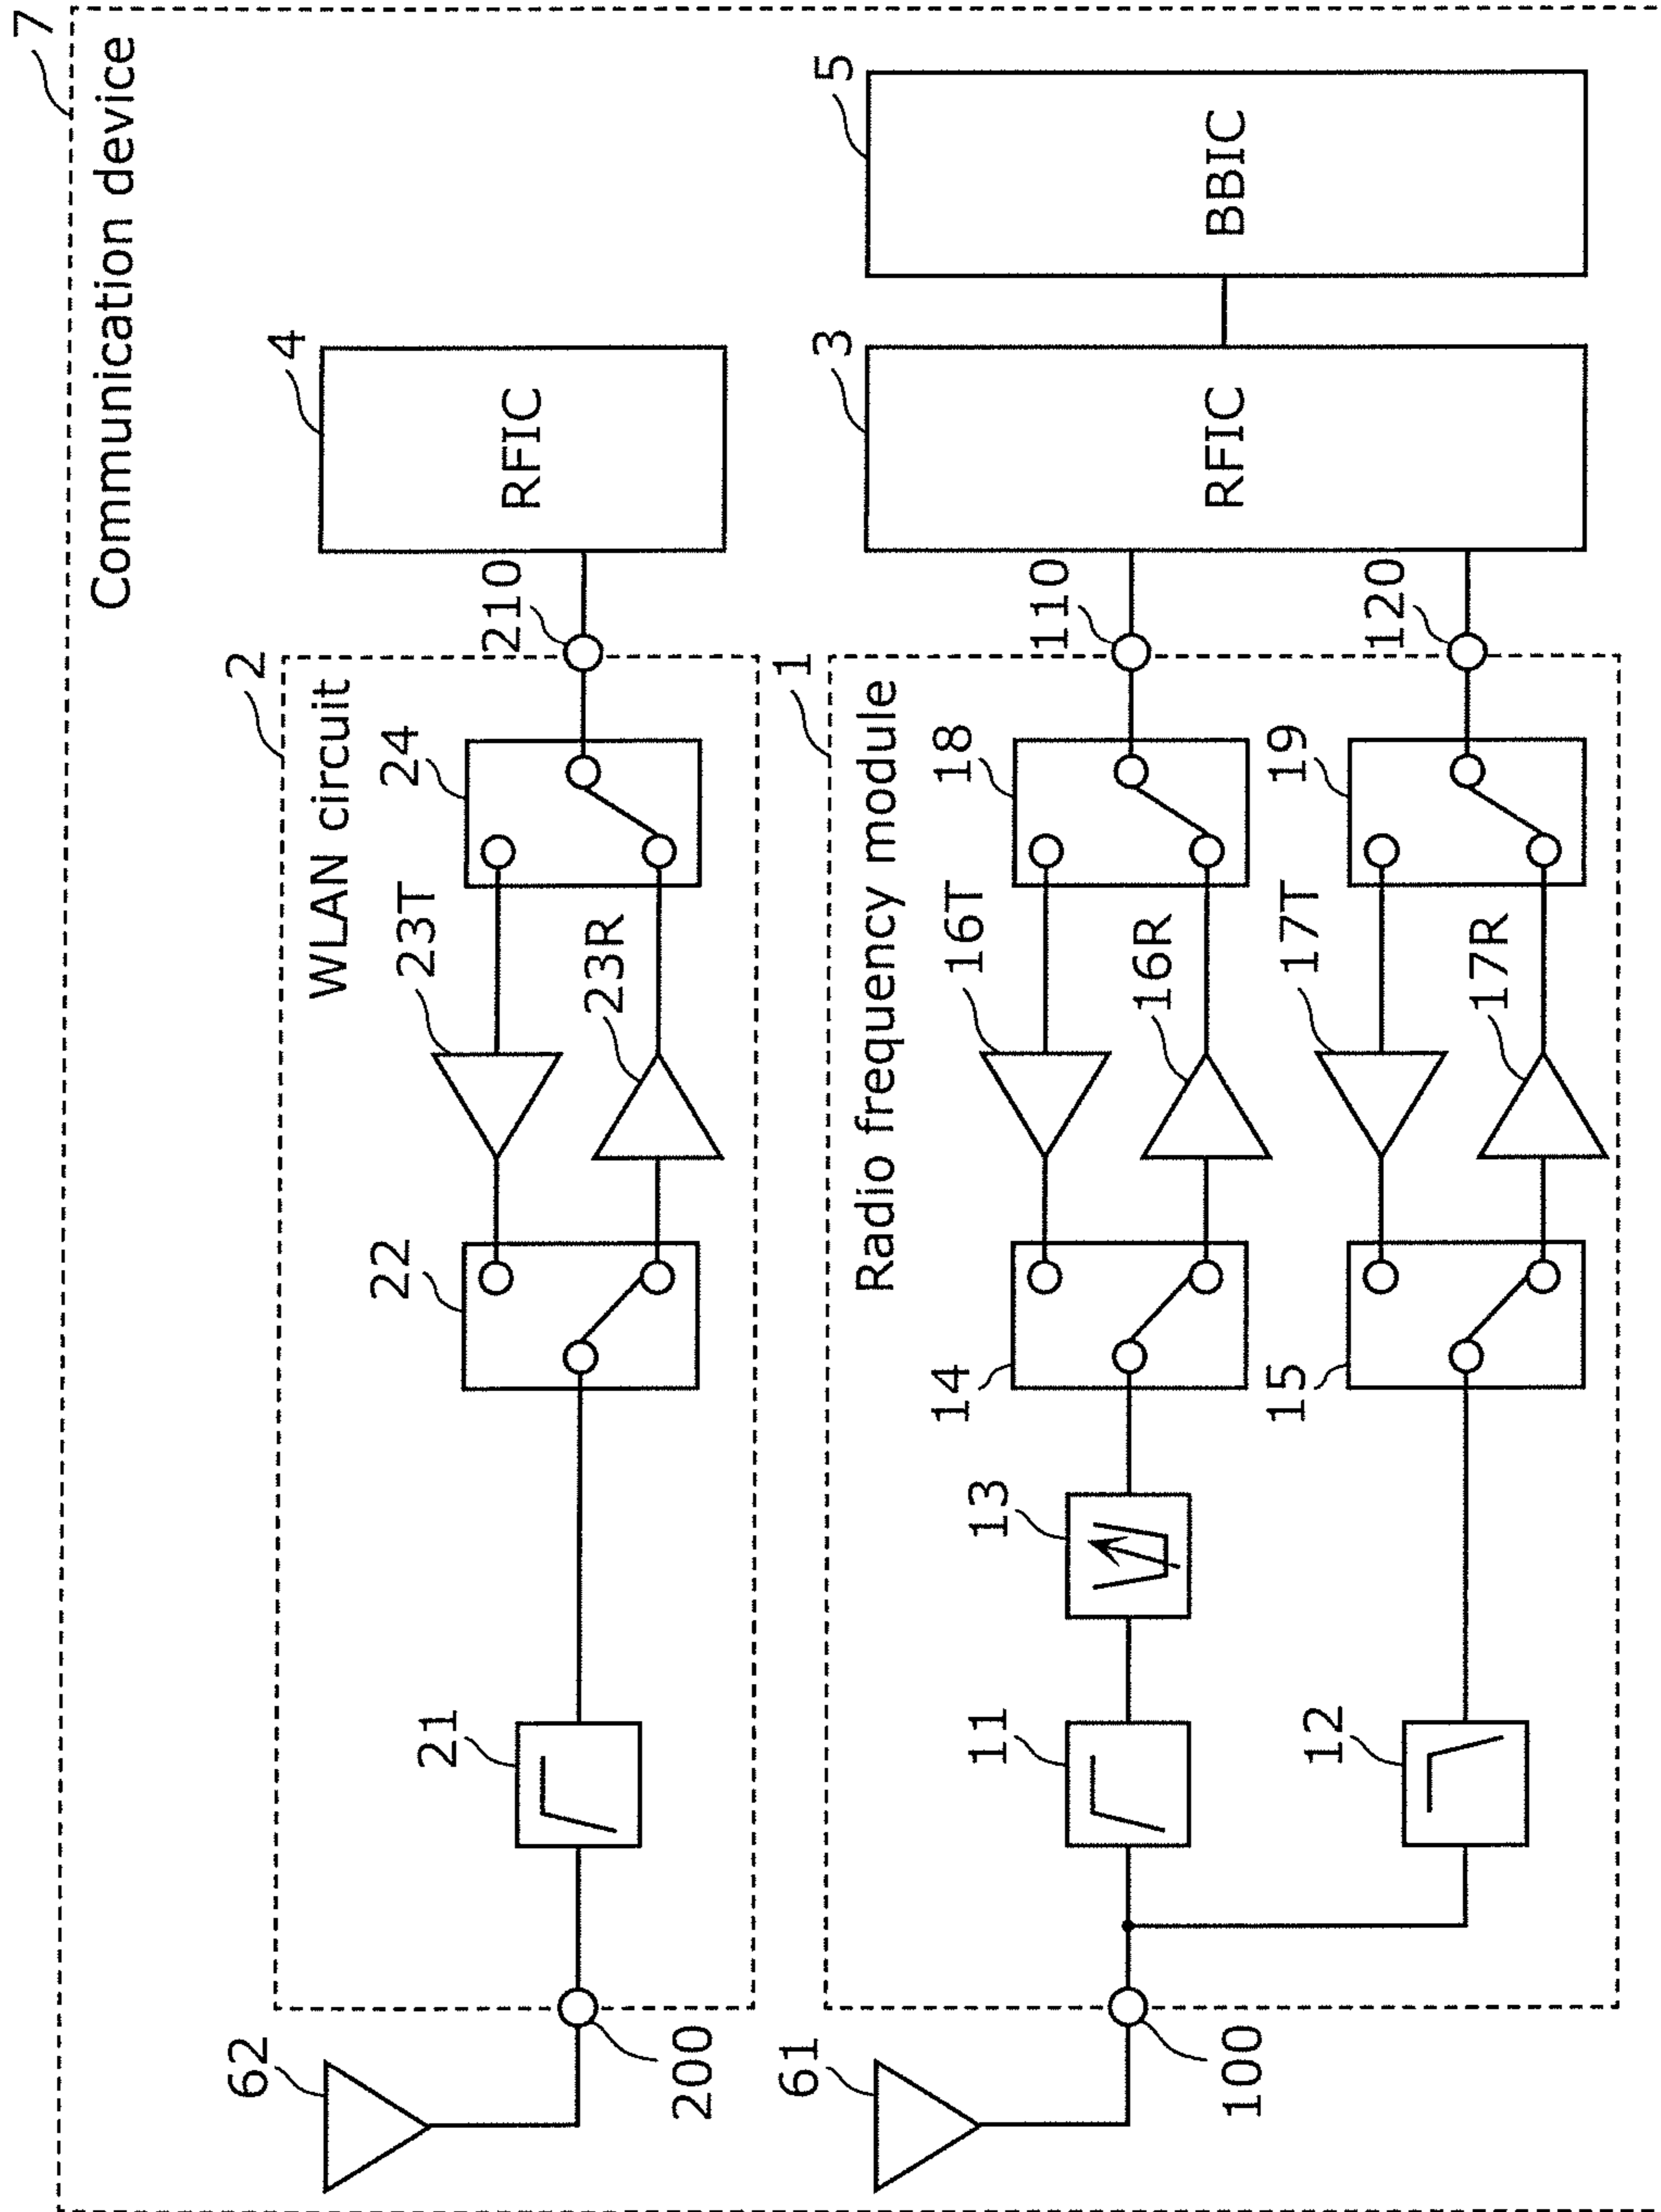 7
Communication device
62
200
2
WLAN circuit
21
22
23T
23R
24
210
4
RFIC
61
100
1
Radio frequency module
11
13
14
16T
16R
18
110
12
15
17T
17R
19
120
3
RFIC
5
BBIC